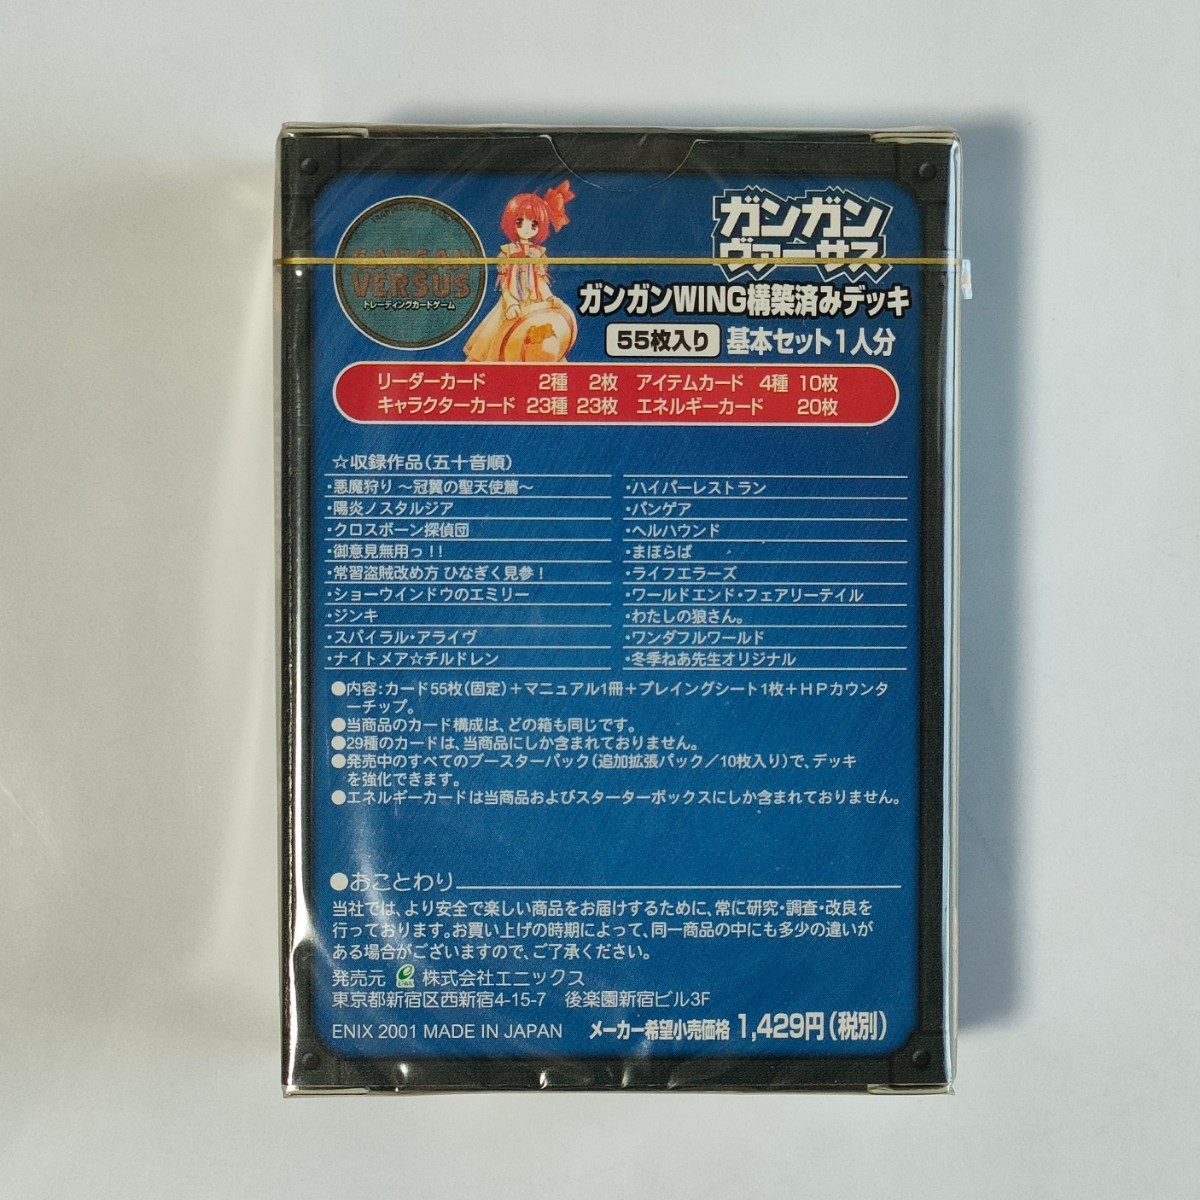 GANGAN
VERSUS
トレーディングカードゲーム
ガンガン
ヴァーサス
ガンガンWING構築済みデッキ
55枚入り 基本セット1人分
リーダーカード 2種 2枚 アイテムカード 4種 10枚
キャラクターカード 23種 23枚 エネルギーカード 20枚
☆収録作品(五十音順)
・悪魔狩り ～冠翼の聖天使篇～
・陽炎ノスタルジア
・クロスボーン探偵団
・御意見無用っ!!
・常習盗賊改め方 ひなぎく見参!
・ショーウインドウのエミリー
・ジンキ
・スパイラル・アライヴ
・ナイトメア☆チルドレン
・ハイパーレストラン
・パンゲア
・ヘルハウンド
・まほらば
・ライフエラーズ
・ワールドエンド・フェアリーテイル
・わたしの狼さん。
・ワンダフルワールド
・冬季ねあ先生オリジナル
●内容:カード55枚(固定)+マニュアル1冊+プレイングシート1枚+HPカウンタ
ーチップ。
●当商品のカード構成は、どの箱も同じです。
●29種のカードは、当商品にしか含まれておりません。
●発売中のすべてのブースターパック(追加拡張パック/10枚入り)で、デッキ
を強化できます。
●エネルギーカードは当商品およびスターターボックスにしか含まれておりません。
●おことわり
当社では、より安全で楽しい商品をお届けするために、常に研究・調査・改良を
行っております。お買い上げの時期によって、同一商品の中にも多少の違いが
ある場合がございますので、ご了承ください。
発売元 株式会社エニックス
東京都新宿区西新宿4-15-7 後楽園新宿ビル3F
ENIX 2001 MADE IN JAPAN メーカー希望小売価格 1,429円(税別)